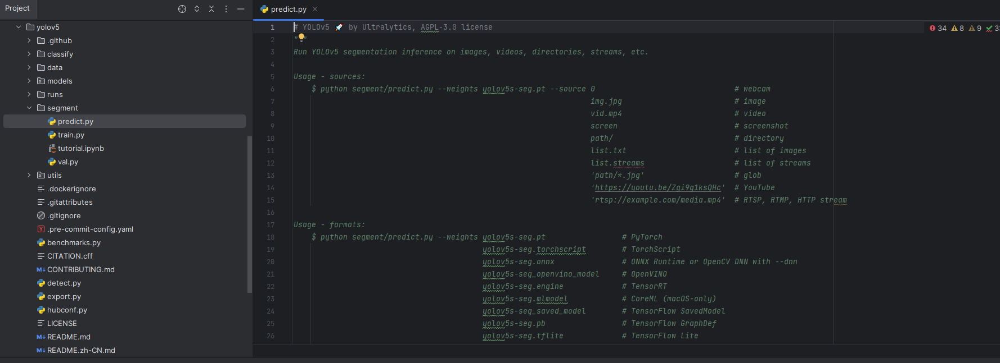 Project
yolov5
.github
classify
data
models
runs
segment
predict.py
train.py
tutorial.ipynb
val.py
utils
.dockerignore
.gitattributes
.gitignore
.pre-commit-config.yaml
benchmarks.py
CITATION.cff
CONTRIBUTING.md
detect.py
export.py
hubconf.py
LICENSE
README.md
README.zh-CN.md
predict.py
34 8 9 33
1 # YOLOv5 🚀 by Ultralytics, AGPL-3.0 license
2 """
3 Run YOLOv5 segmentation inference on images, videos, directories, streams, etc.
4
5 Usage - sources:
6 $ python segment/predict.py --weights yolov5s-seg.pt --source 0 # webcam
7 img.jpg # image
8 vid.mp4 # video
9 screen # screenshot
10 path/ # directory
11 list.txt # list of images
12 list.streams # list of streams
13 'path/*.jpg' # glob
14 'https://youtu.be/Zgi9g1ksQHc' # YouTube
15 'rtsp://example.com/media.mp4' # RTSP, RTMP, HTTP stream
16
17 Usage - formats:
18 $ python segment/predict.py --weights yolov5s-seg.pt # PyTorch
19 yolov5s-seg.torchscript # TorchScript
20 yolov5s-seg.onnx # ONNX Runtime or OpenCV DNN with --dnn
21 yolov5s-seg_openvino_model # OpenVINO
22 yolov5s-seg.engine # TensorRT
23 yolov5s-seg.mlmodel # CoreML (macOS-only)
24 yolov5s-seg_saved_model # TensorFlow SavedModel
25 yolov5s-seg.pb # TensorFlow GraphDef
26 yolov5s-seg.tflite # TensorFlow Lite